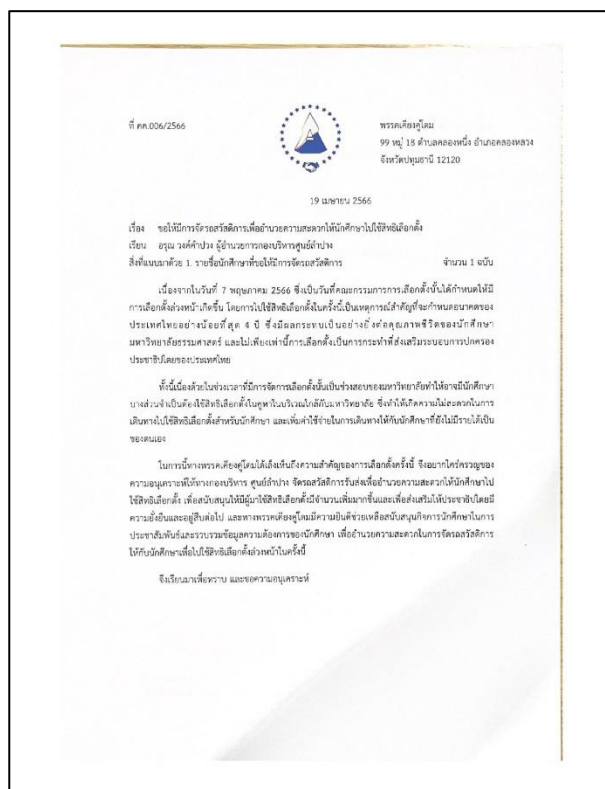 ที่ คค.006/2566
พรรคเคียงคู่โดม
99 หมู่ 18 ตำบลคลองหนึ่ง อำเภอคลองหลวง
จังหวัดปทุมธานี 12120
19 เมษายน 2566
เรื่อง ขอให้มีการจัดรถสวัสดิการเพื่ออำนวยความสะดวกให้นักศึกษาไปใช้สิทธิเลือกตั้ง
เรียน อรุณ วงค์คำปวง ผู้อำนวยการกองบริหารศูนย์ลำปาง
สิ่งที่แนบมาด้วย 1. รายชื่อนักศึกษาที่ขอให้มีการจัดรถสวัสดิการ จำนวน 1 ฉบับ
เนื่องจากในวันที่ 7 พฤษภาคม 2566 ซึ่งเป็นวันที่คณะกรรมการการเลือกตั้งนั้นได้กำหนดให้มี
การเลือกตั้งล่วงหน้าเกิดขึ้น โดยการไปใช้สิทธิเลือกตั้งในครั้งนี้เป็นเหตุการณ์สำคัญที่จะกำหนดอนาคตของ
ประเทศไทยอย่างน้อยที่สุด 4 ปี ซึ่งมีผลกระทบเป็นอย่างยิ่งต่อคุณภาพชีวิตของนักศึกษา
มหาวิทยาลัยธรรมศาสตร์ และไม่เพียงเท่านี้การเลือกตั้งเป็นการกระทำที่ส่งเสริมระบอบการปกครอง
ประชาธิปไตยของประเทศไทย
ทั้งนี้เนื่องด้วยในช่วงเวลาที่มีการจัดการเลือกตั้งนั้นเป็นช่วงสอบของมหาวิทยาลัยทำให้อาจมีนักศึกษา
บางส่วนจำเป็นต้องใช้สิทธิเลือกตั้งในคูหาในบริเวณใกล้กับมหาวิทยาลัย ซึ่งทำให้เกิดความไม่สะดวกในการ
เดินทางไปใช้สิทธิเลือกตั้งสำหรับนักศึกษา และเพิ่มค่าใช้จ่ายในการเดินทางให้กับนักศึกษาที่ยังไม่มีรายได้เป็น
ของตนเอง
ในการนี้ทางพรรคเคียงคู่โดมได้เล็งเห็นถึงความสำคัญของการเลือกตั้งครั้งนี้ จึงอยากใคร่ครวญขอ
ความอนุเคราะห์ให้ทางกองบริหาร ศูนย์ลำปาง จัดรถสวัสดิการรับส่งเพื่ออำนวยความสะดวกให้นักศึกษาไป
ใช้สิทธิเลือกตั้ง เพื่อสนับสนุนให้มีผู้มาใช้สิทธิเลือกตั้งมีจำนวนเพิ่มมากขึ้นและเพื่อส่งเสริมให้ประชาธิปไตยมี
ความยั่งยืนและอยู่สืบต่อไป และทางพรรคเคียงคู่โดมมีความยินดีช่วยเหลือสนับสนุนกิจการนักศึกษาในการ
ประชาสัมพันธ์และรวบรวมข้อมูลความต้องการของนักศึกษา เพื่ออำนวยความสะดวกในการจัดรถสวัสดิการ
ให้กับนักศึกษาเพื่อไปใช้สิทธิเลือกตั้งล่วงหน้าในครั้งนี้
จึงเรียนมาเพื่อทราบ และขอความอนุเคราะห์